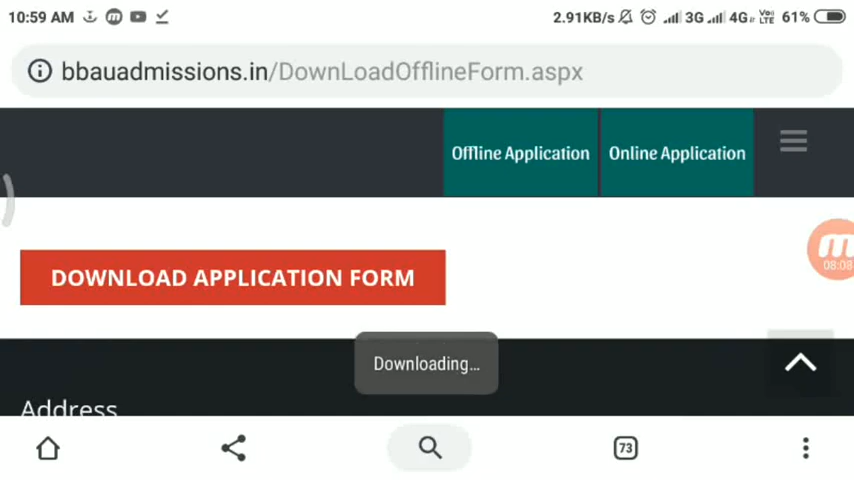 10:59 AM 2.91KB/s 3G 4G VoLTE 61%
bbauadmissions.in/DownLoadOfflineForm.aspx
Offline Application Online Application
DOWNLOAD APPLICATION FORM
08:08
Downloading...
Address
73